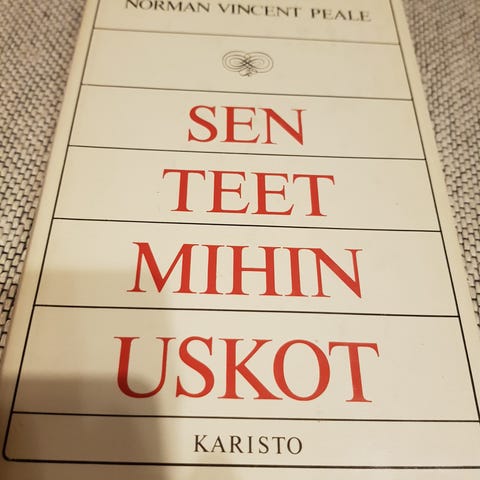 NORMAN VINCENT PEALE
SEN
TEET
MIHIN
USKOT
KARISTO